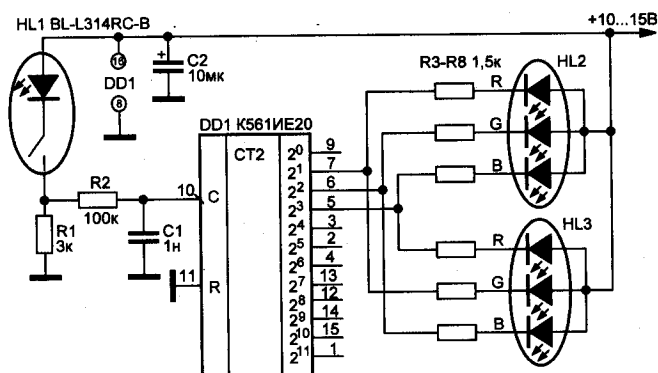 HL1 BL-L314RC-B
+10...15В
16
DD1
8
+
C2
10мк
R3-R8 1,5к
HL2
R
G
B
DD1 К561ИЕ20
CT2
R2
100к
10
C
R1
3к
C1
1н
11
R
2⁰ 9
2¹ 7
2² 6
2³ 5
2⁴ 3
2⁵ 2
2⁶ 4
2⁷ 13
2⁸ 12
2⁹ 14
2¹⁰ 15
2¹¹ 1
HL3
R
G
B